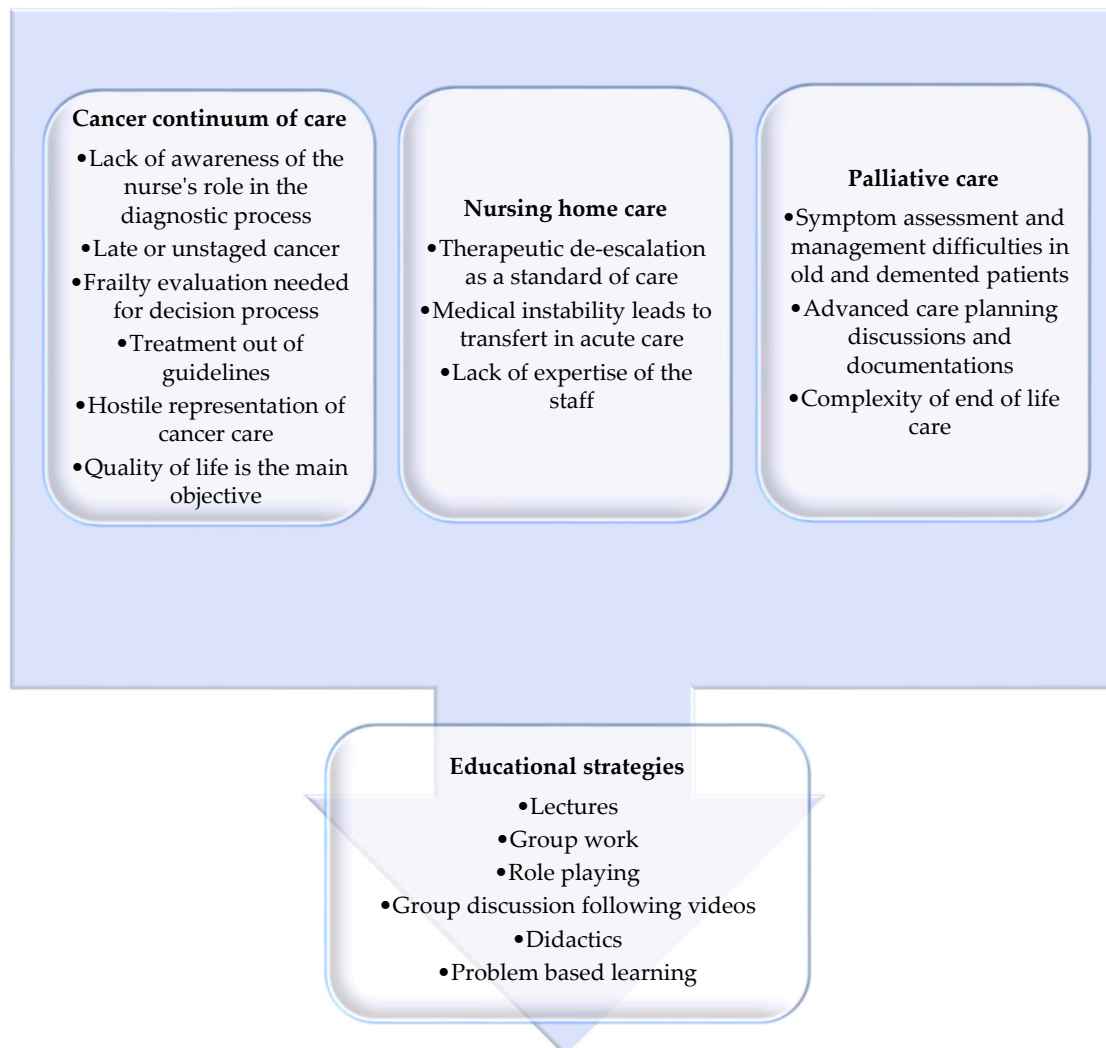 Cancer continuum of care
•Lack of awareness of the
nurse's role in the
diagnostic process
•Late or unstaged cancer
•Frailty evaluation needed
for decision process
•Treatment out of
guidelines
•Hostile representation of
cancer care
•Quality of life is the main
objective
Nursing home care
•Therapeutic de-escalation
as a standard of care
•Medical instability leads to
transfert in acute care
•Lack of expertise of the
staff
Palliative care
•Symptom assessment and
management difficulties in
old and demented patients
•Advanced care planning
discussions and
documentations
•Complexity of end of life
care
Educational strategies
•Lectures
•Group work
•Role playing
•Group discussion following videos
•Didactics
•Problem based learning